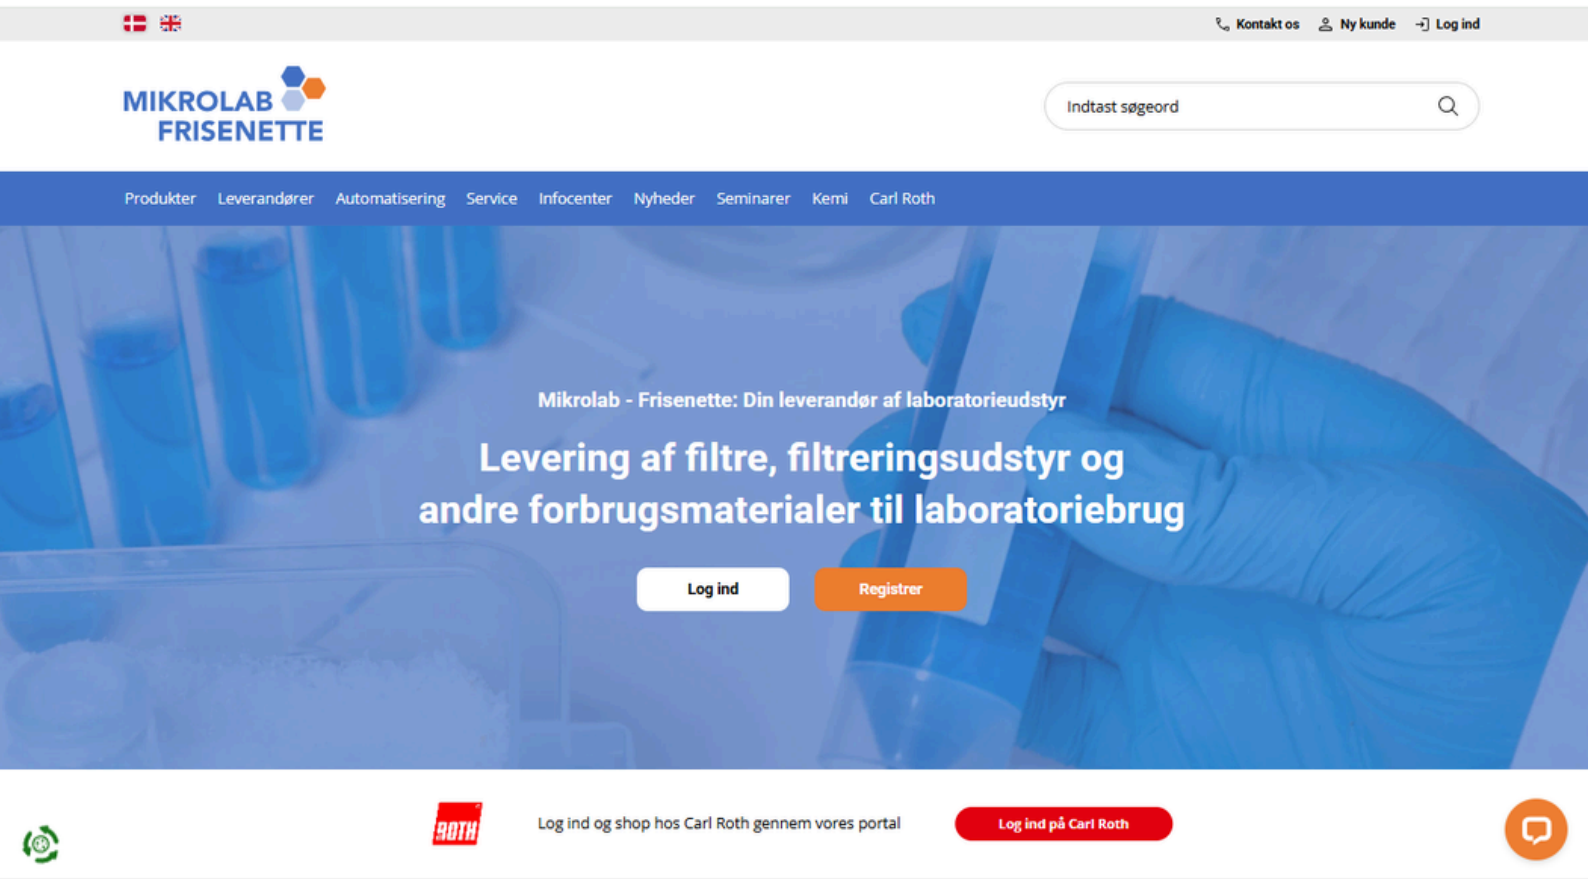 Kontakt os
Ny kunde
Log ind
MIKROLAB
FRISENETTE
Indtast søgeord
Produkter Leverandører Automatisering Service Infocenter Nyheder Seminarer Kemi Carl Roth
Mikrolab - Frisenette: Din leverandør af laboratorieudstyr
Levering af filtre, filtreringsudstyr og
andre forbrugsmaterialer til laboratoriebrug
Log ind
Registrer
ROTH
Log ind og shop hos Carl Roth gennem vores portal
Log ind på Carl Roth